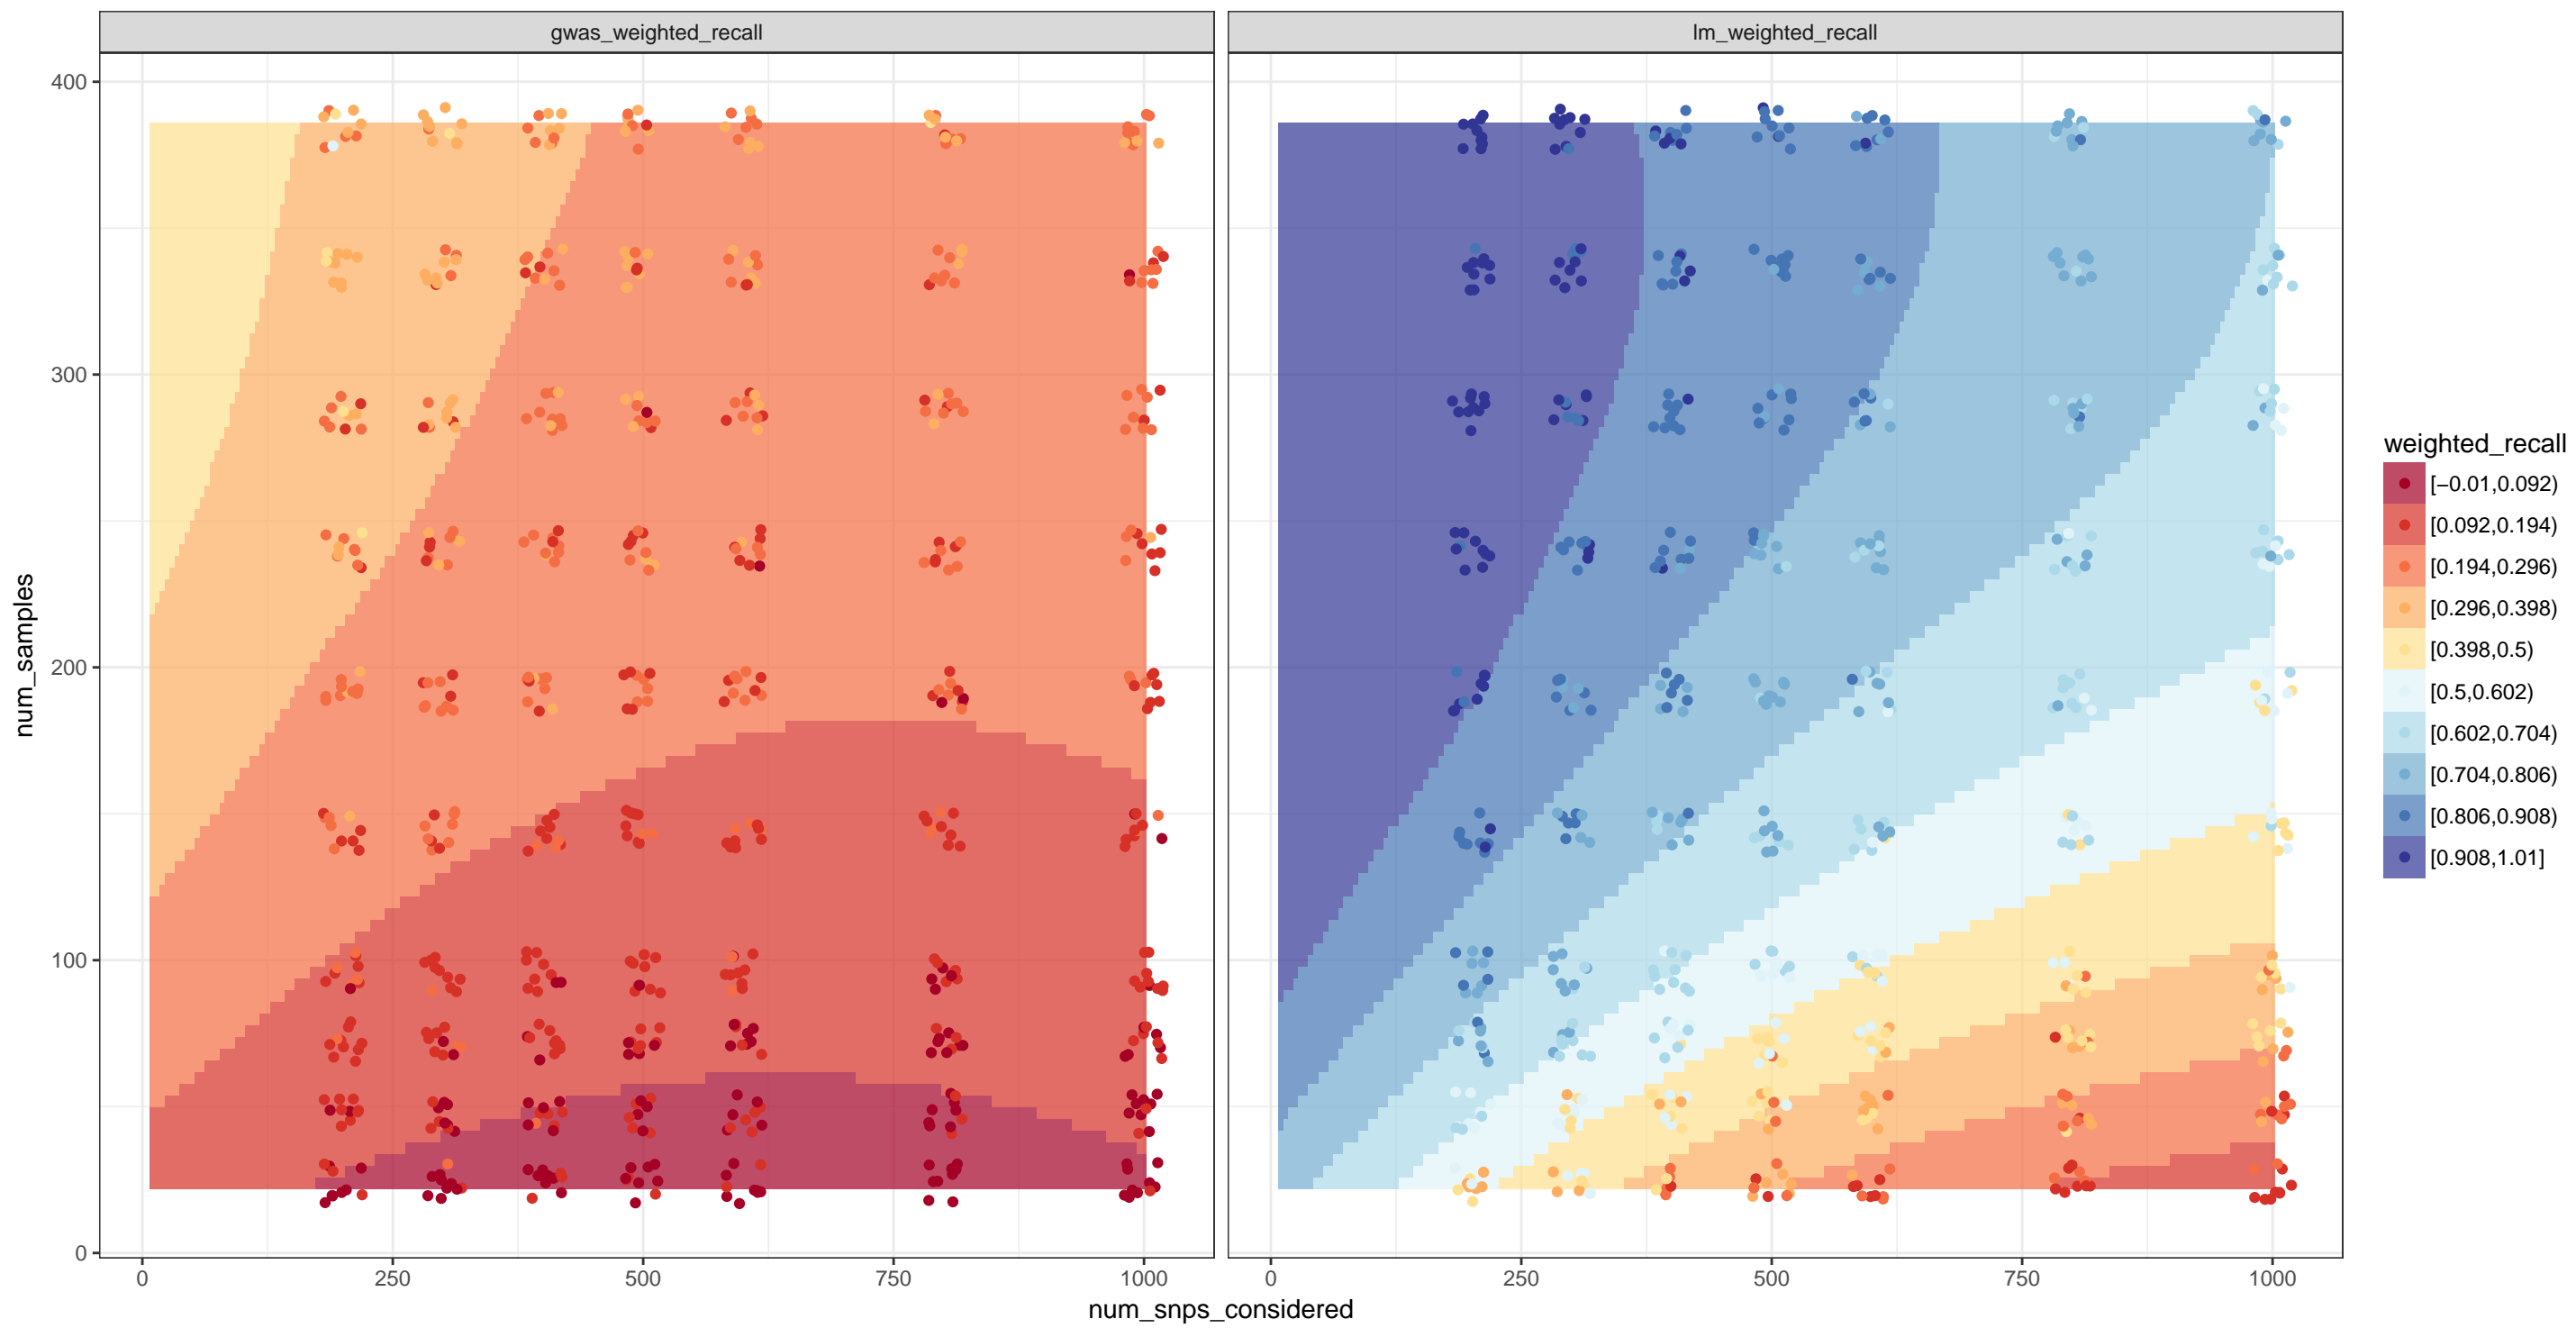 gwas_weighted_recall
lm_weighted_recall
400
300
200
100
0
num_samples
0 250 500 750 1000
0 250 500 750 1000
num_snps_considered
weighted_recall
[−0.01,0.092)
[0.092,0.194)
[0.194,0.296)
[0.296,0.398)
[0.398,0.5)
[0.5,0.602)
[0.602,0.704)
[0.704,0.806)
[0.806,0.908)
[0.908,1.01]